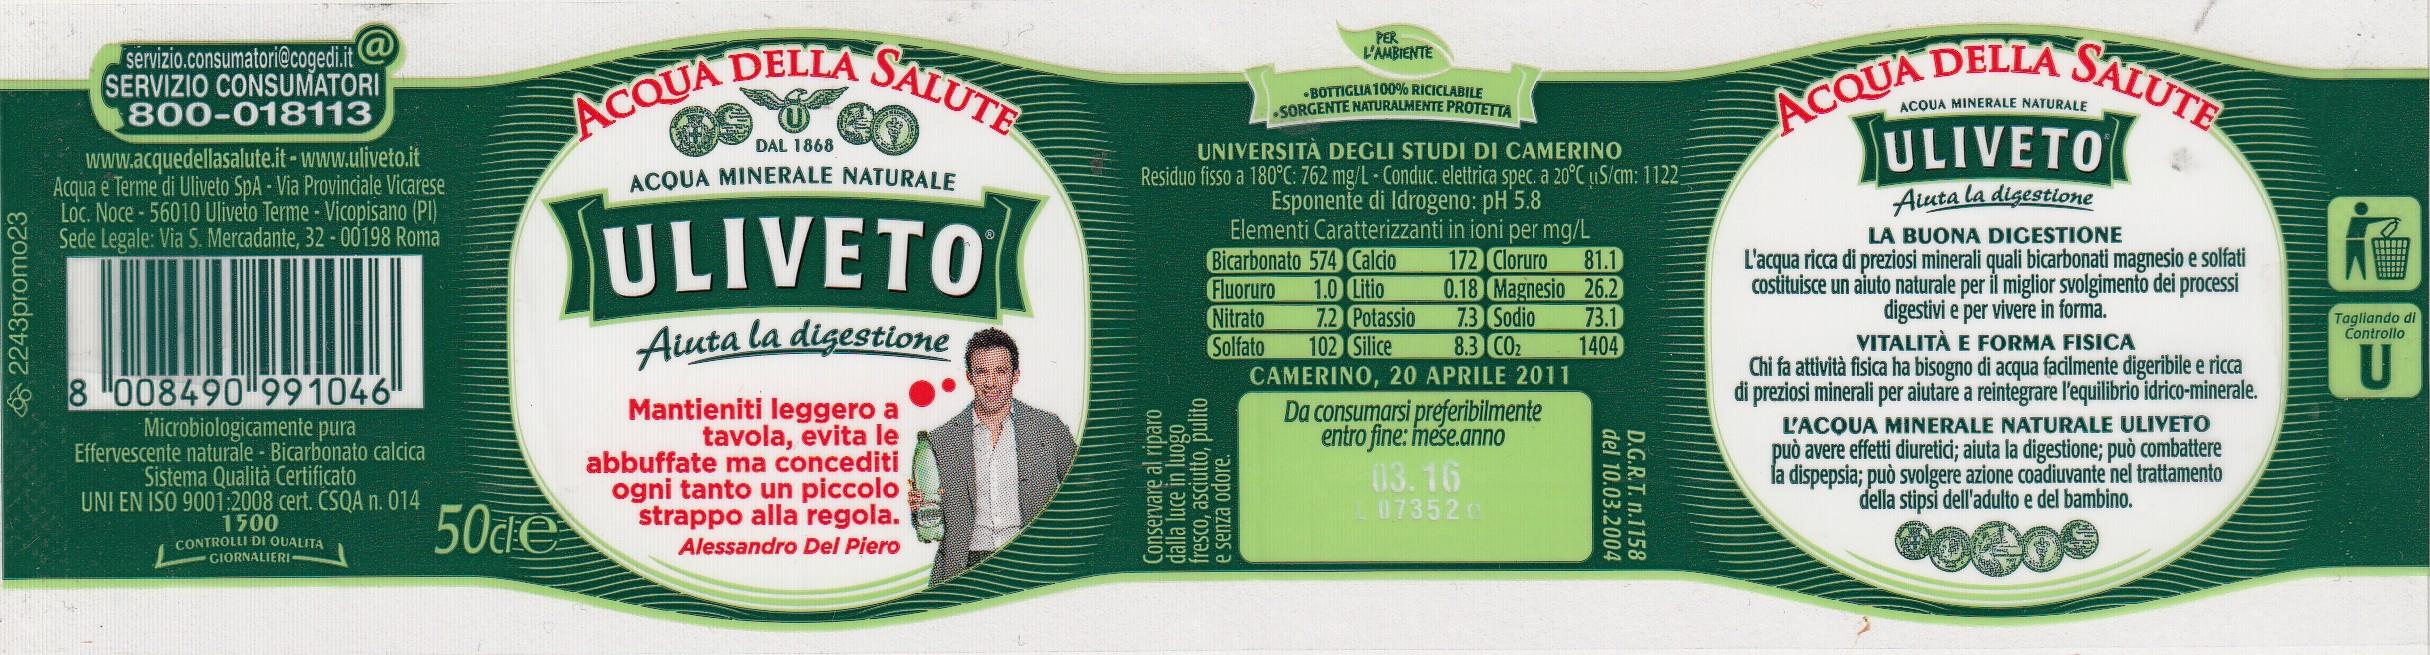 servizio.consumatori@cogedi.it @
SERVIZIO CONSUMATORI
800-018113
www.acquedellasalute.it - www.uliveto.it
Acqua e Terme di Uliveto SpA - Via Provinciale Vicarese
Loc. Noce - 56010 Uliveto Terme - Vicopisano (PI)
Sede Legale: Via S. Mercadante, 32 - 00198 Roma
2243promo23
8 008490 991046
Microbiologicamente pura
Effervescente naturale - Bicarbonato calcica
Sistema Qualità Certificato
UNI EN ISO 9001:2008 cert. CSQA n. 014
1500
CONTROLLI DI QUALITA
GIORNALIERI
50cl e
ACQUA DELLA SALUTE
U
DAL 1868
ACQUA MINERALE NATURALE
ULIVETO®
Aiuta la digestione
Mantieniti leggero a
tavola, evita le
abbuffate ma concediti
ogni tanto un piccolo
strappo alla regola.
Alessandro Del Piero
PER
L'AMBIENTE
•BOTTIGLIA 100% RICICLABILE
•SORGENTE NATURALMENTE PROTETTA
UNIVERSITÀ DEGLI STUDI DI CAMERINO
Residuo fisso a 180°C: 762 mg/L - Conduc. elettrica spec. a 20°C µS/cm: 1122
Esponente di Idrogeno: pH 5.8
Elementi Caratterizzanti in ioni per mg/L
Bicarbonato 574 Calcio 172 Cloruro 81.1
Fluoruro 1.0 Litio 0.18 Magnesio 26.2
Nitrato 7.2 Potassio 7.3 Sodio 73.1
Solfato 102 Silice 8.3 CO₂ 1404
CAMERINO, 20 APRILE 2011
Conservare al riparo
dalla luce in luogo
fresco, asciutto, pulito
e senza odore.
Da consumarsi preferibilmente
entro fine: mese.anno
03.16
L 07352
D.G.R.T. n.1158
del 10.03.2004
ACQUA DELLA SALUTE
ACQUA MINERALE NATURALE
ULIVETO®
Aiuta la digestione
LA BUONA DIGESTIONE
L'acqua ricca di preziosi minerali quali bicarbonati magnesio e solfati
costituisce un aiuto naturale per il miglior svolgimento dei processi
digestivi e per vivere in forma.
VITALITÀ E FORMA FISICA
Chi fa attività fisica ha bisogno di acqua facilmente digeribile e ricca
di preziosi minerali per aiutare a reintegrare l'equilibrio idrico-minerale.
L'ACQUA MINERALE NATURALE ULIVETO
può avere effetti diuretici; aiuta la digestione; può combattere
la dispepsia; può svolgere azione coadiuvante nel trattamento
della stipsi dell'adulto e del bambino.
Tagliando di
Controllo
U